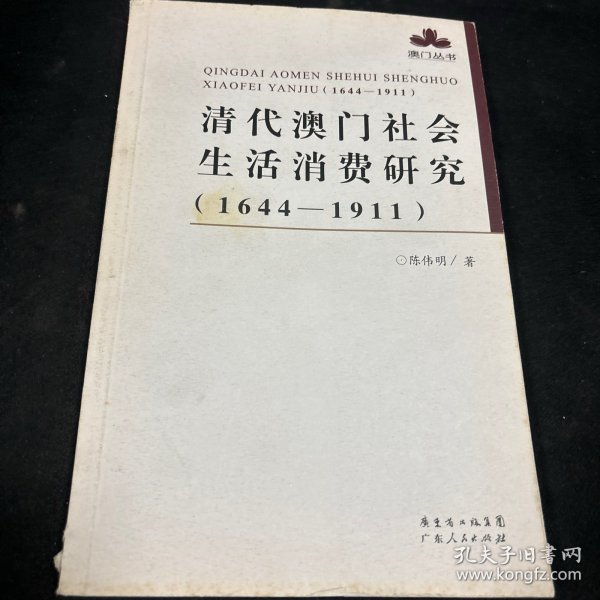 澳门丛书
QINGDAI AOMEN SHEHUI SHENGHUO
XIAOFEI YANJIU(1644—1911)
清代澳门社会
生活消费研究
(1644—1911)
⊙陈伟明/著
广东省出版集团
广东人民出版社
孔夫子旧书网
www.kongfz.com